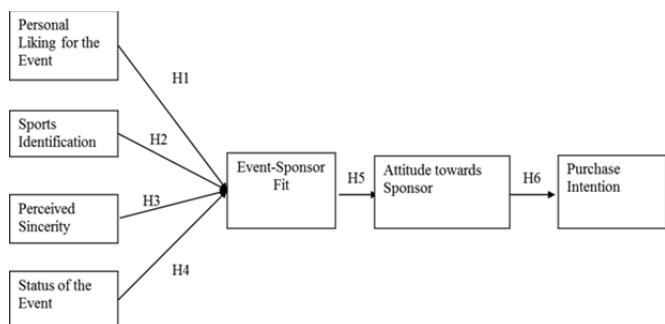 Personal
Liking for the
Event
H1
Sports
Identification
H2
Event-Sponsor
Fit
H5
Attitude towards
Sponsor
H6
Purchase
Intention
Perceived
Sincerity
H3
H4
Status of the
Event